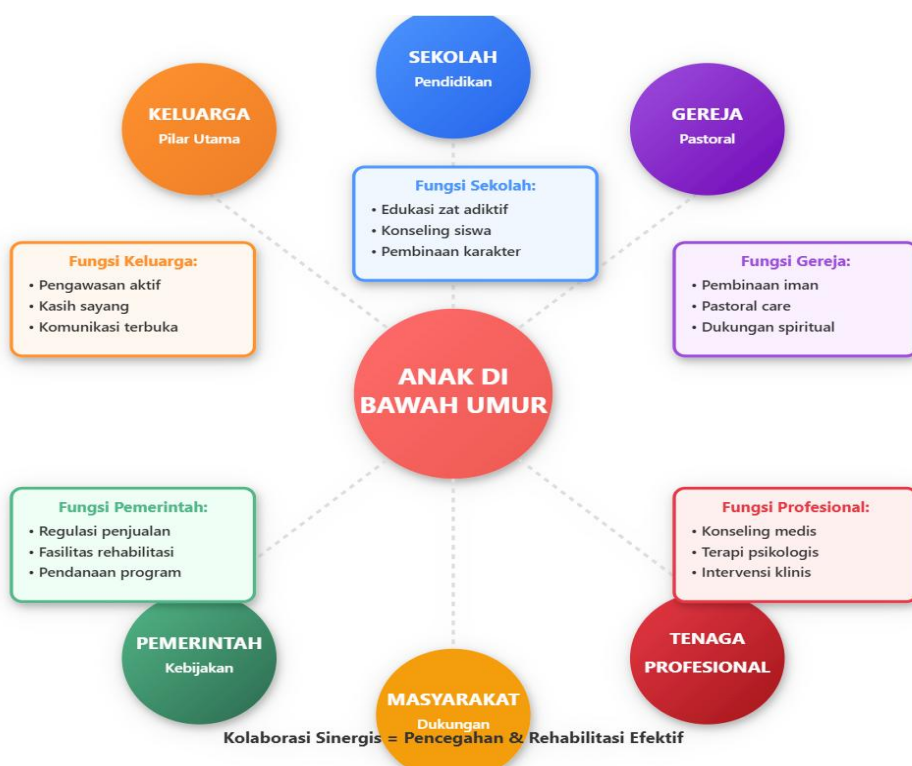 SEKOLAH
Pendidikan
KELUARGA
Pilar Utama
GEREJA
Pastoral
Fungsi Sekolah:
• Edukasi zat adiktif
• Konseling siswa
• Pembinaan karakter
Fungsi Keluarga:
• Pengawasan aktif
• Kasih sayang
• Komunikasi terbuka
Fungsi Gereja:
• Pembinaan iman
• Pastoral care
• Dukungan spiritual
ANAK DI
BAWAH UMUR
Fungsi Pemerintah:
• Regulasi penjualan
• Fasilitas rehabilitasi
• Pendanaan program
Fungsi Profesional:
• Konseling medis
• Terapi psikologis
• Intervensi klinis
PEMERINTAH
Kebijakan
TENAGA
PROFESIONAL
MASYARAKAT
Dukungan
Kolaborasi Sinergis = Pencegahan & Rehabilitasi Efektif